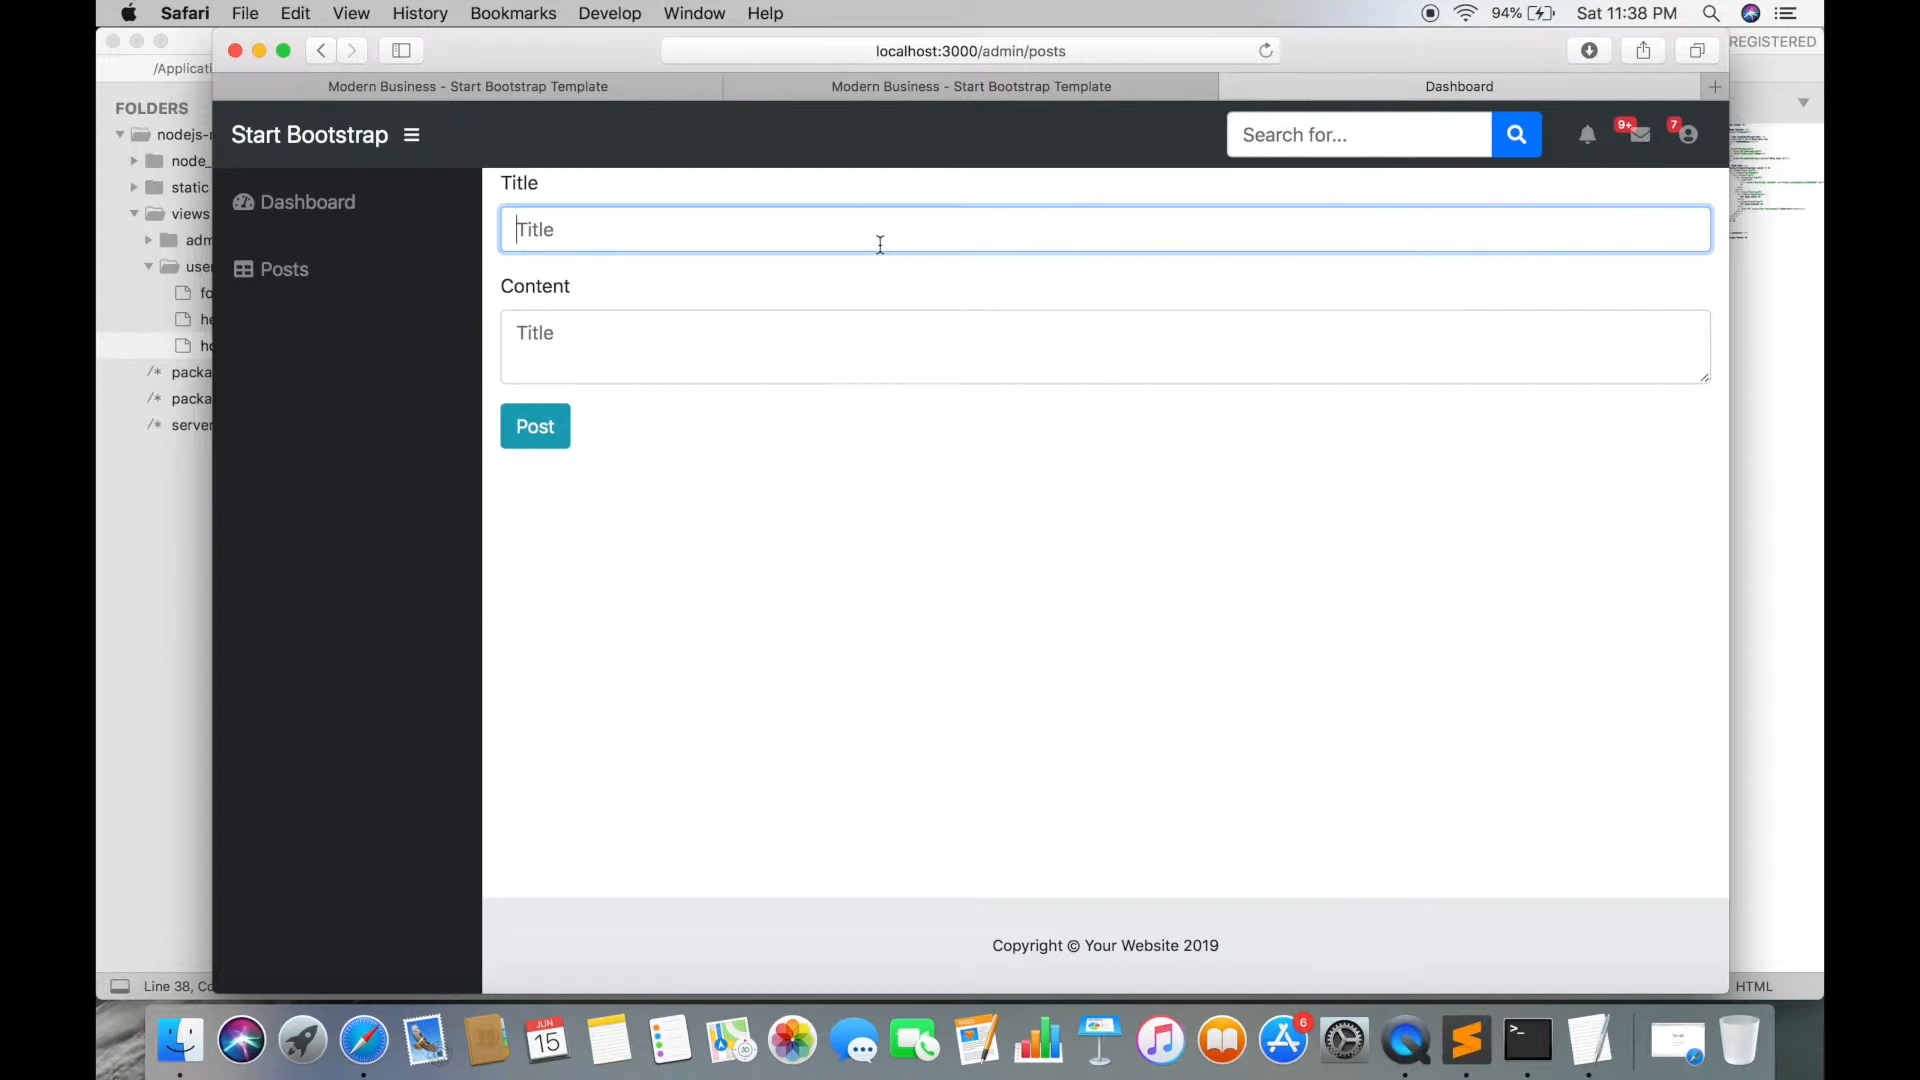 Safari File Edit View History Bookmarks Develop Window Help
94% Sat 11:38 PM
/Applicati
REGISTERED
localhost:3000/admin/posts
Modern Business - Start Bootstrap Template
Modern Business - Start Bootstrap Template
Dashboard
FOLDERS
nodejs-
node_
static
views
adm
user
fo
he
ho
/* packa
/* packa
/* server
Start Bootstrap
Search for...
9+
7
Dashboard
Posts
Title
Title
Content
Title
Post
Copyright © Your Website 2019
Line 38, Co
HTML
JUN
15
6